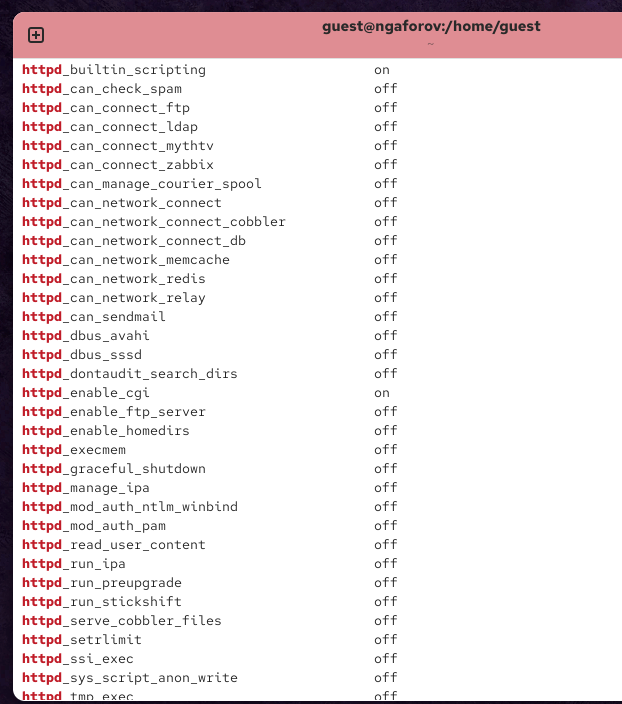 guest@ngaforov:/home/guest
~
httpd_builtin_scripting on
httpd_can_check_spam off
httpd_can_connect_ftp off
httpd_can_connect_ldap off
httpd_can_connect_mythtv off
httpd_can_connect_zabbix off
httpd_can_manage_courier_spool off
httpd_can_network_connect off
httpd_can_network_connect_cobbler off
httpd_can_network_connect_db off
httpd_can_network_memcache off
httpd_can_network_redis off
httpd_can_network_relay off
httpd_can_sendmail off
httpd_dbus_avahi off
httpd_dbus_sssd off
httpd_dontaudit_search_dirs off
httpd_enable_cgi on
httpd_enable_ftp_server off
httpd_enable_homedirs off
httpd_execmem off
httpd_graceful_shutdown off
httpd_manage_ipa off
httpd_mod_auth_ntlm_winbind off
httpd_mod_auth_pam off
httpd_read_user_content off
httpd_run_ipa off
httpd_run_preupgrade off
httpd_run_stickshift off
httpd_serve_cobbler_files off
httpd_setrlimit off
httpd_ssi_exec off
httpd_sys_script_anon_write off
httpd_tmp_exec off